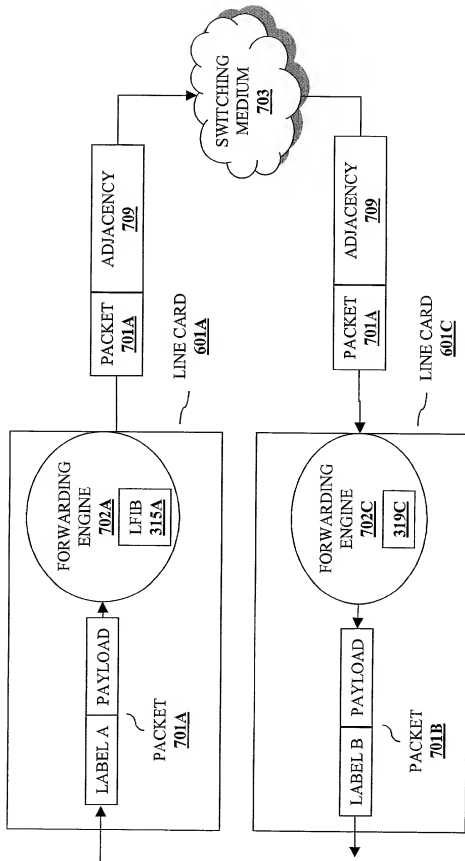 LABEL A
PAYLOAD
PACKET
701A
FORWARDING
ENGINE
702A
LFIB
315A
LINE CARD
601A
PACKET
701A
ADJACENCY
709
SWITCHING
MEDIUM
703
PACKET
701A
ADJACENCY
709
LINE CARD
601C
FORWARDING
ENGINE
702C
319C
LABEL B
PAYLOAD
PACKET
701B